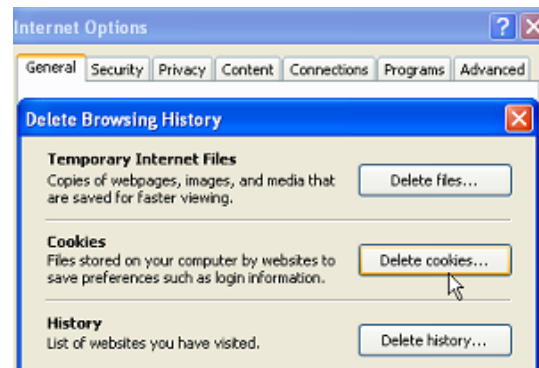 Internet Options
General Security Privacy Content Connections Programs Advanced
Delete Browsing History
Temporary Internet Files
Copies of webpages, images, and media that
are saved for faster viewing.
Delete files...
Cookies
Files stored on your computer by websites to
save preferences such as login information.
Delete cookies...
History
List of websites you have visited.
Delete history...